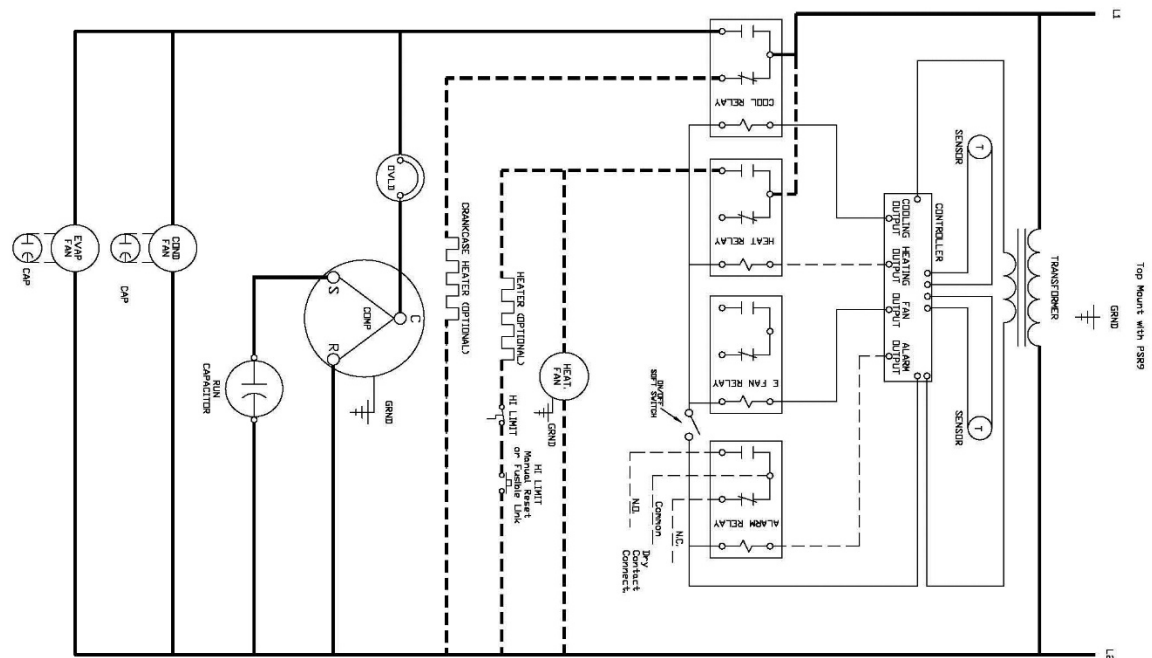 Top Mount with PSR9
L1
L2
GRND
TRANSFORMER
SENSOR
T
SENSOR
T
CONTROLLER
COOLING
OUTPUT
HEATING
OUTPUT
FAN
OUTPUT
ALARM
OUTPUT
COOL RELAY
HEAT RELAY
E FAN RELAY
ALARM RELAY
ON/OFF
SOFT SWITCH
N.O.
Common
N.C.
Dry
Contact
Connect.
HEAT.
FAN
GRND
HEATER (OPTIONAL)
HI LIMIT
HI LIMIT
Manual Reset
or Fusible Link
CRANKCASE HEATER (OPTIONAL)
OVLD
C
S
R
COMP
GRND
RUN
CAPACITOR
COND
FAN
CAP
EVAP
FAN
CAP